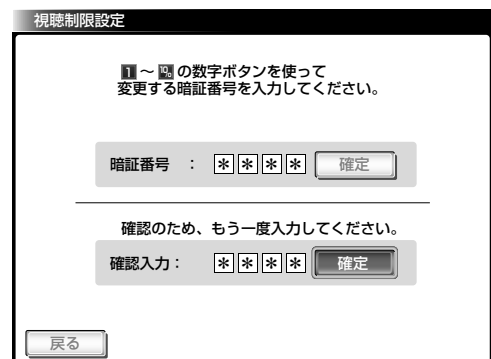 視聴制限設定
1 ~ 10/0 の数字ボタンを使って
変更する暗証番号を入力してください。
暗証番号 : * * * * 確定
確認のため、もう一度入力してください。
確認入力: * * * * 確定
戻る